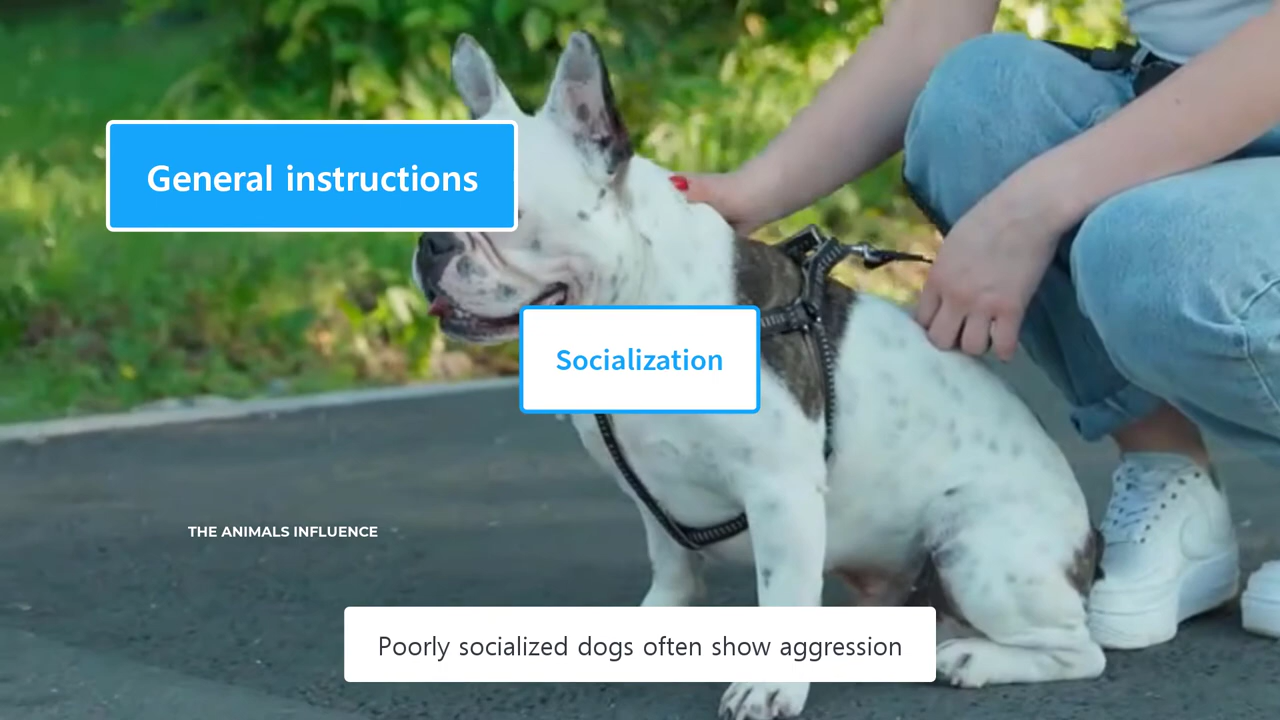 General instructions
Socialization
THE ANIMALS INFLUENCE
Poorly socialized dogs often show aggression